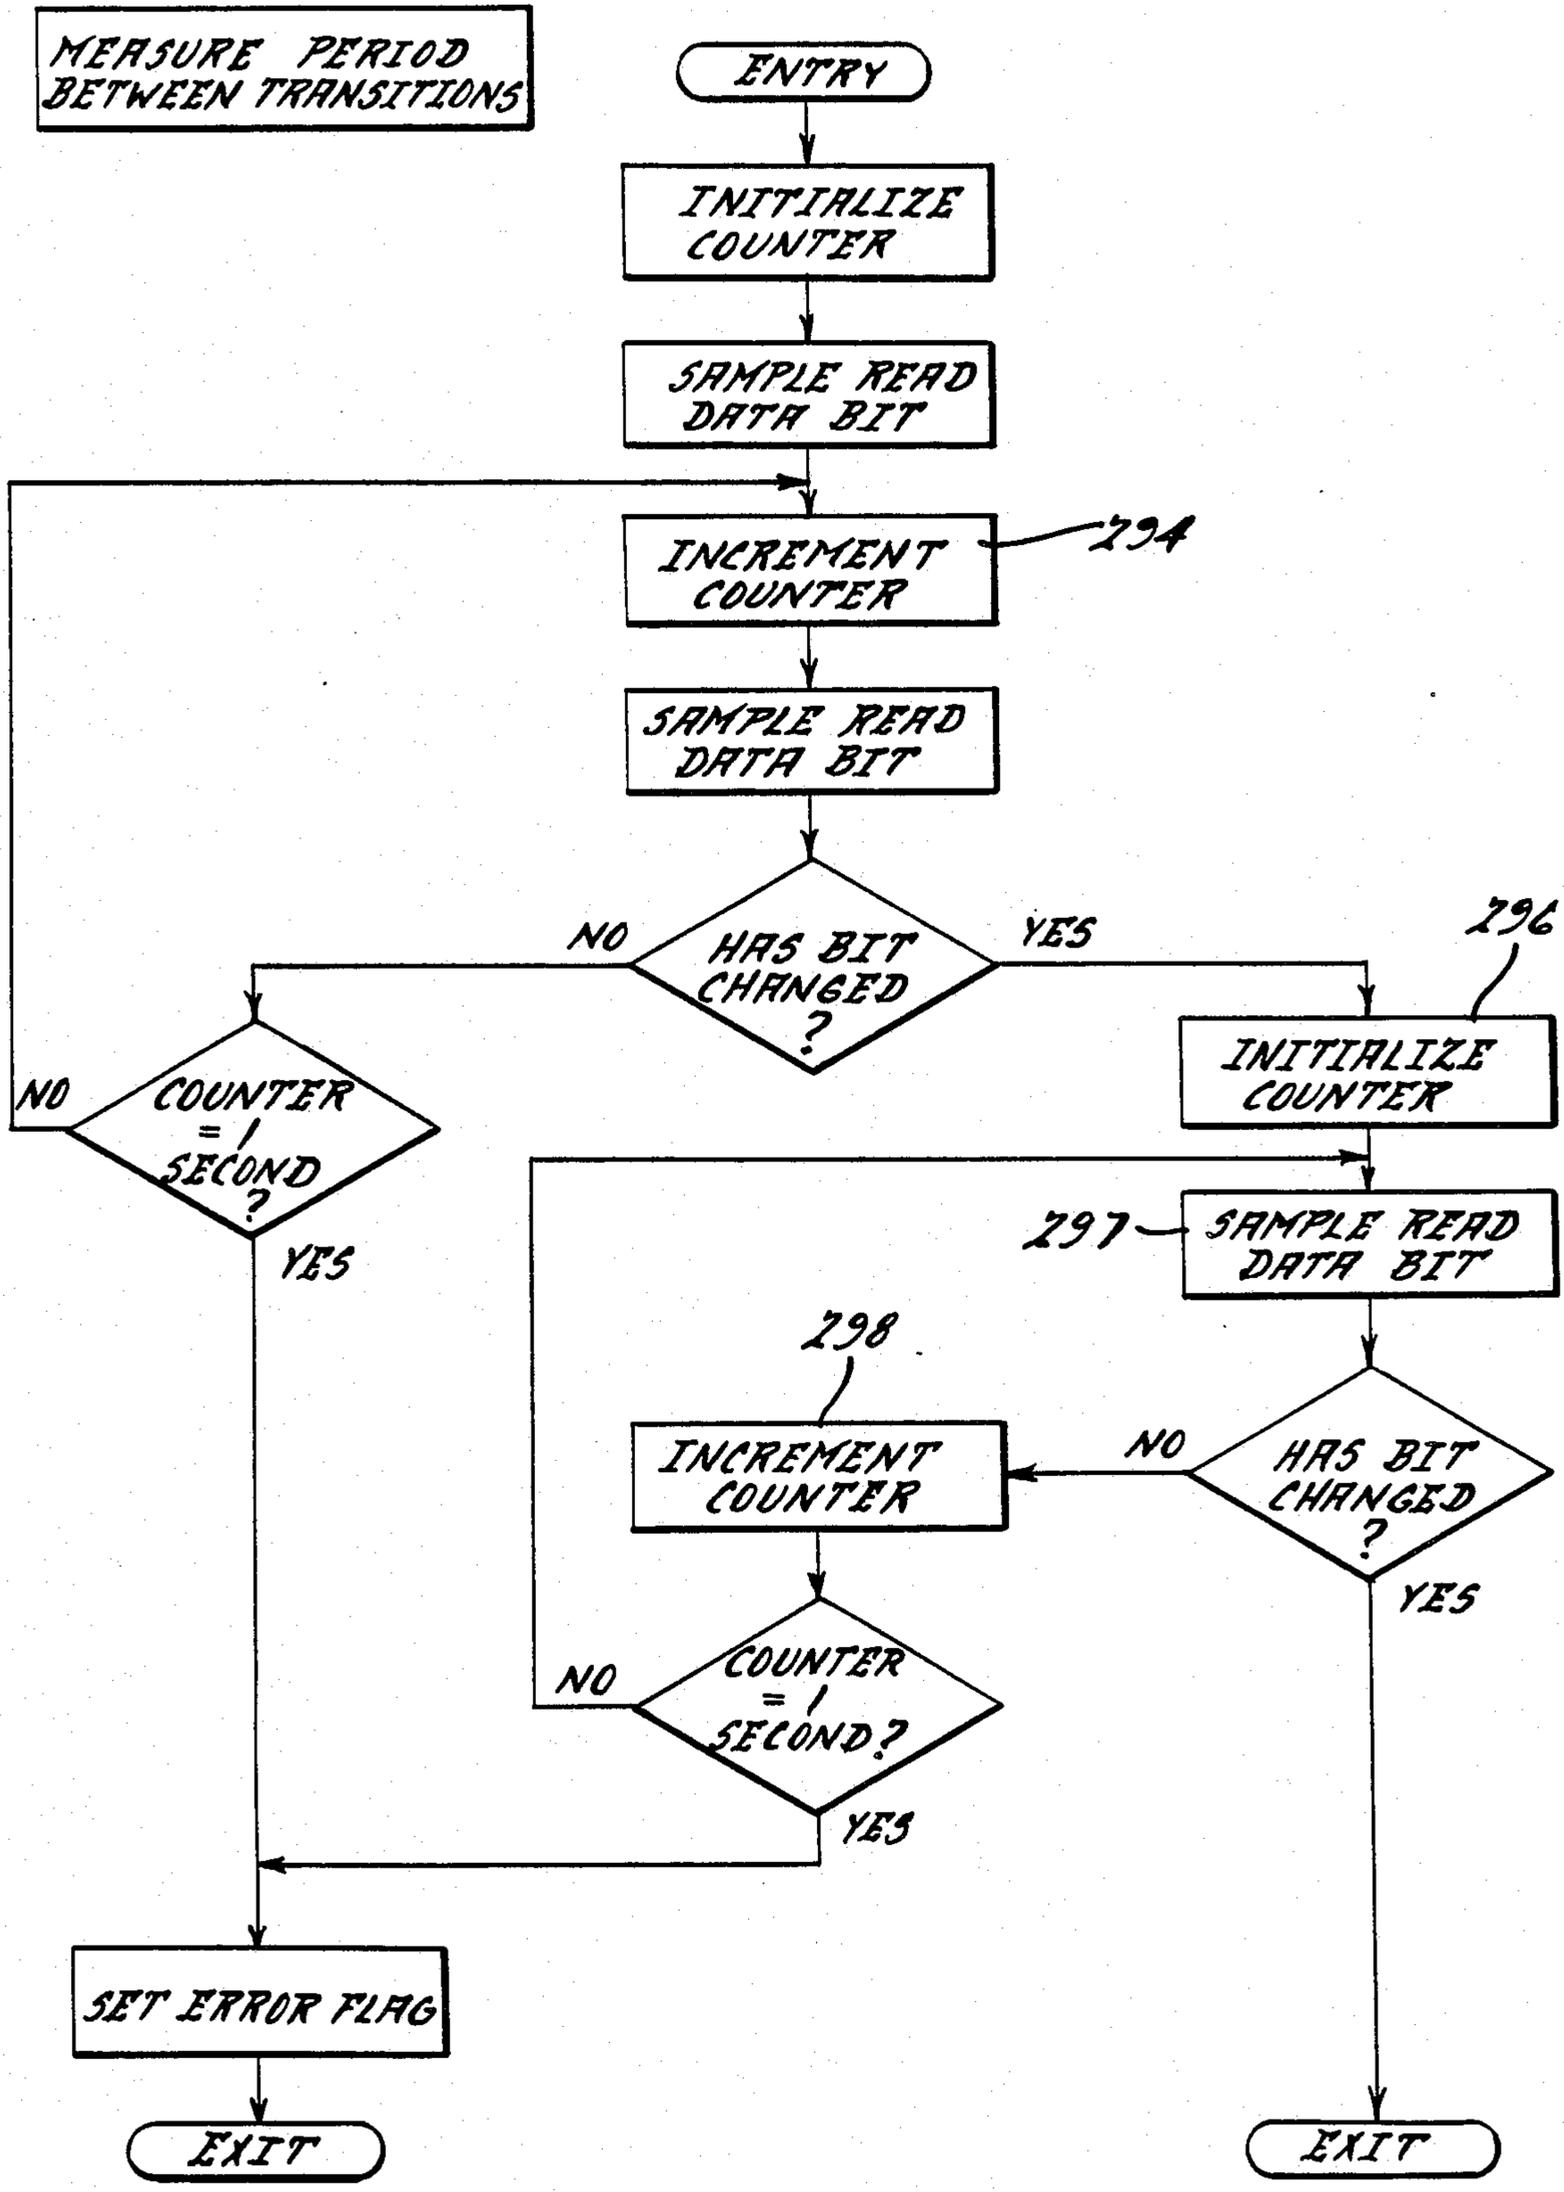 MEASURE PERIOD
BETWEEN TRANSITIONS
ENTRY
INITIALIZE
COUNTER
SAMPLE READ
DATA BIT
INCREMENT
COUNTER
294
SAMPLE READ
DATA BIT
HAS BIT
CHANGED
?
NO
YES
296
INITIALIZE
COUNTER
COUNTER
= 1
SECOND
?
NO
YES
297
SAMPLE READ
DATA BIT
298
INCREMENT
COUNTER
NO
HAS BIT
CHANGED
?
YES
COUNTER
= 1
SECOND?
NO
YES
SET ERROR FLAG
EXIT
EXIT